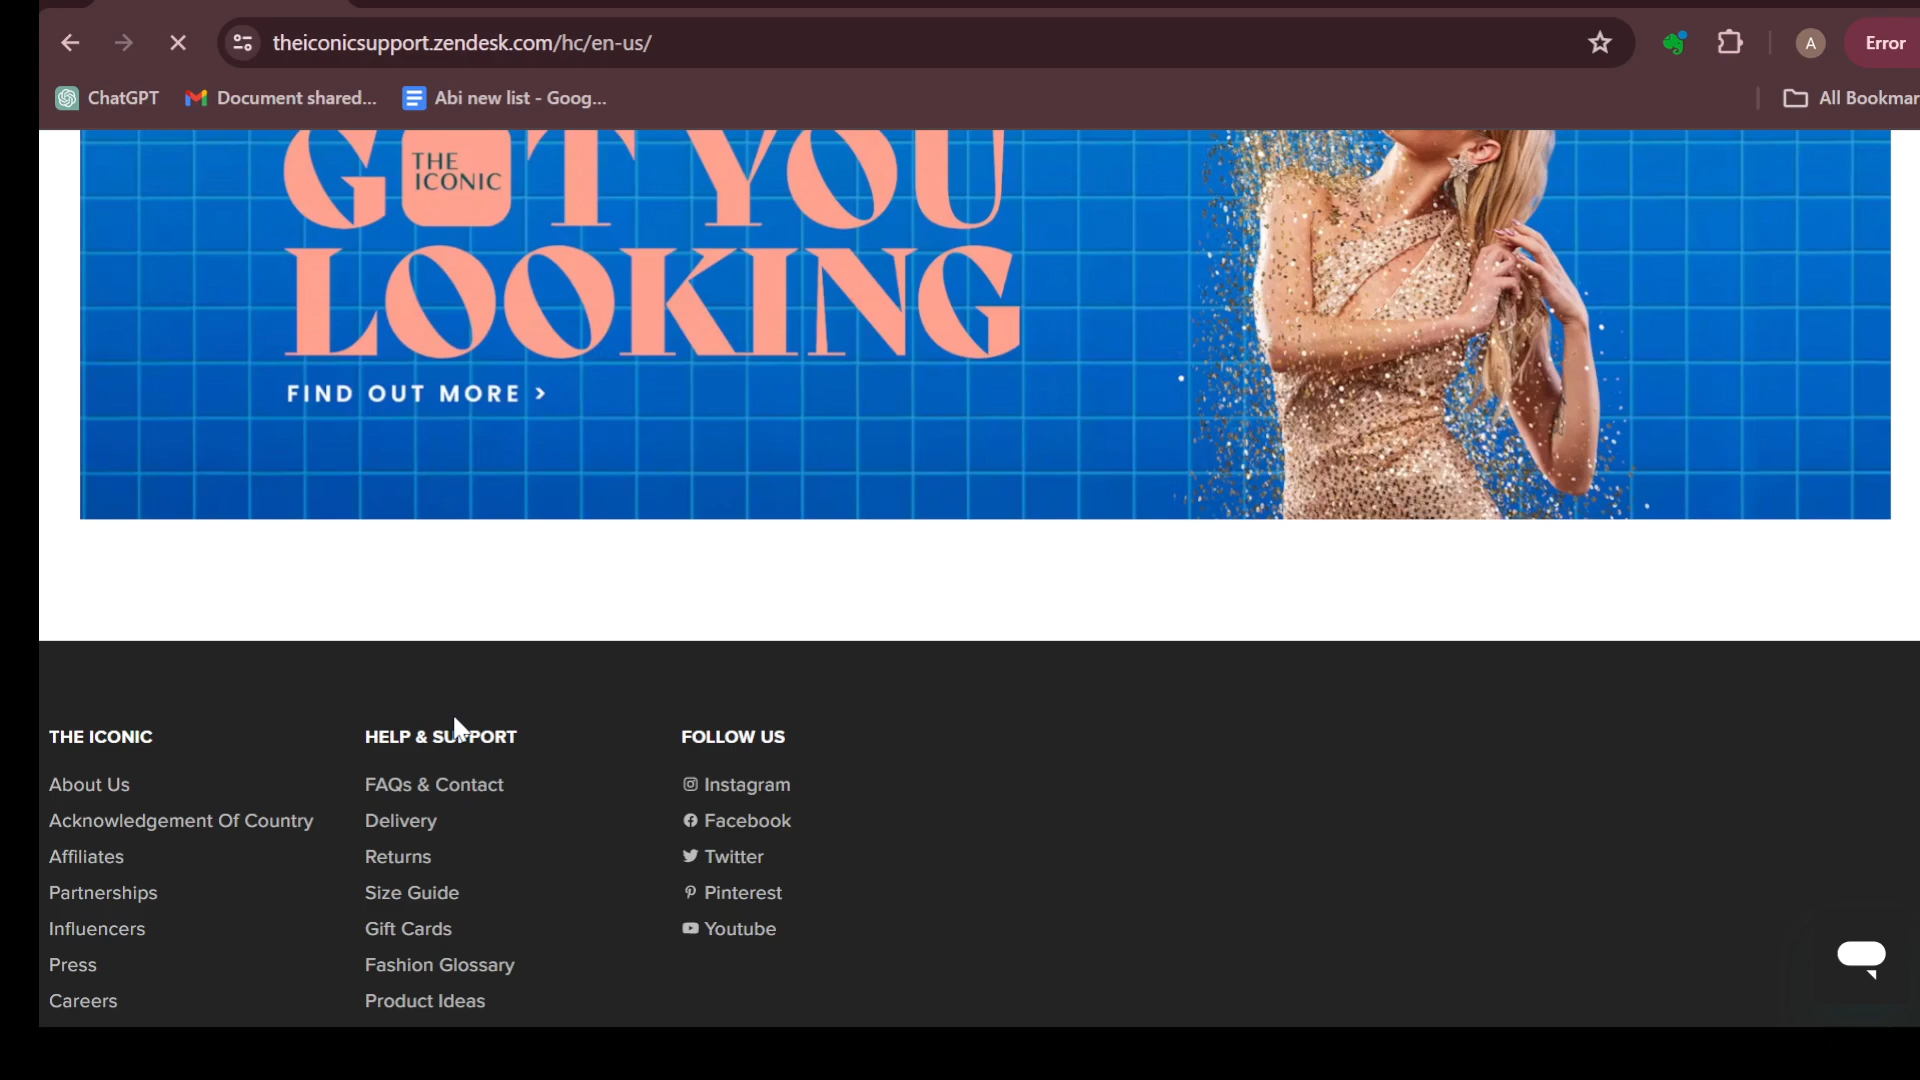 theiconicsupport.zendesk.com/hc/en-us/
A
Error
ChatGPT
Document shared...
Abi new list - Goog...
All Bookmar
G THE ICONIC T YOU
LOOKING
FIND OUT MORE >
THE ICONIC
About Us
Acknowledgement Of Country
Affiliates
Partnerships
Influencers
Press
Careers
HELP & SUPPORT
FAQs & Contact
Delivery
Returns
Size Guide
Gift Cards
Fashion Glossary
Product Ideas
FOLLOW US
Instagram
Facebook
Twitter
Pinterest
Youtube